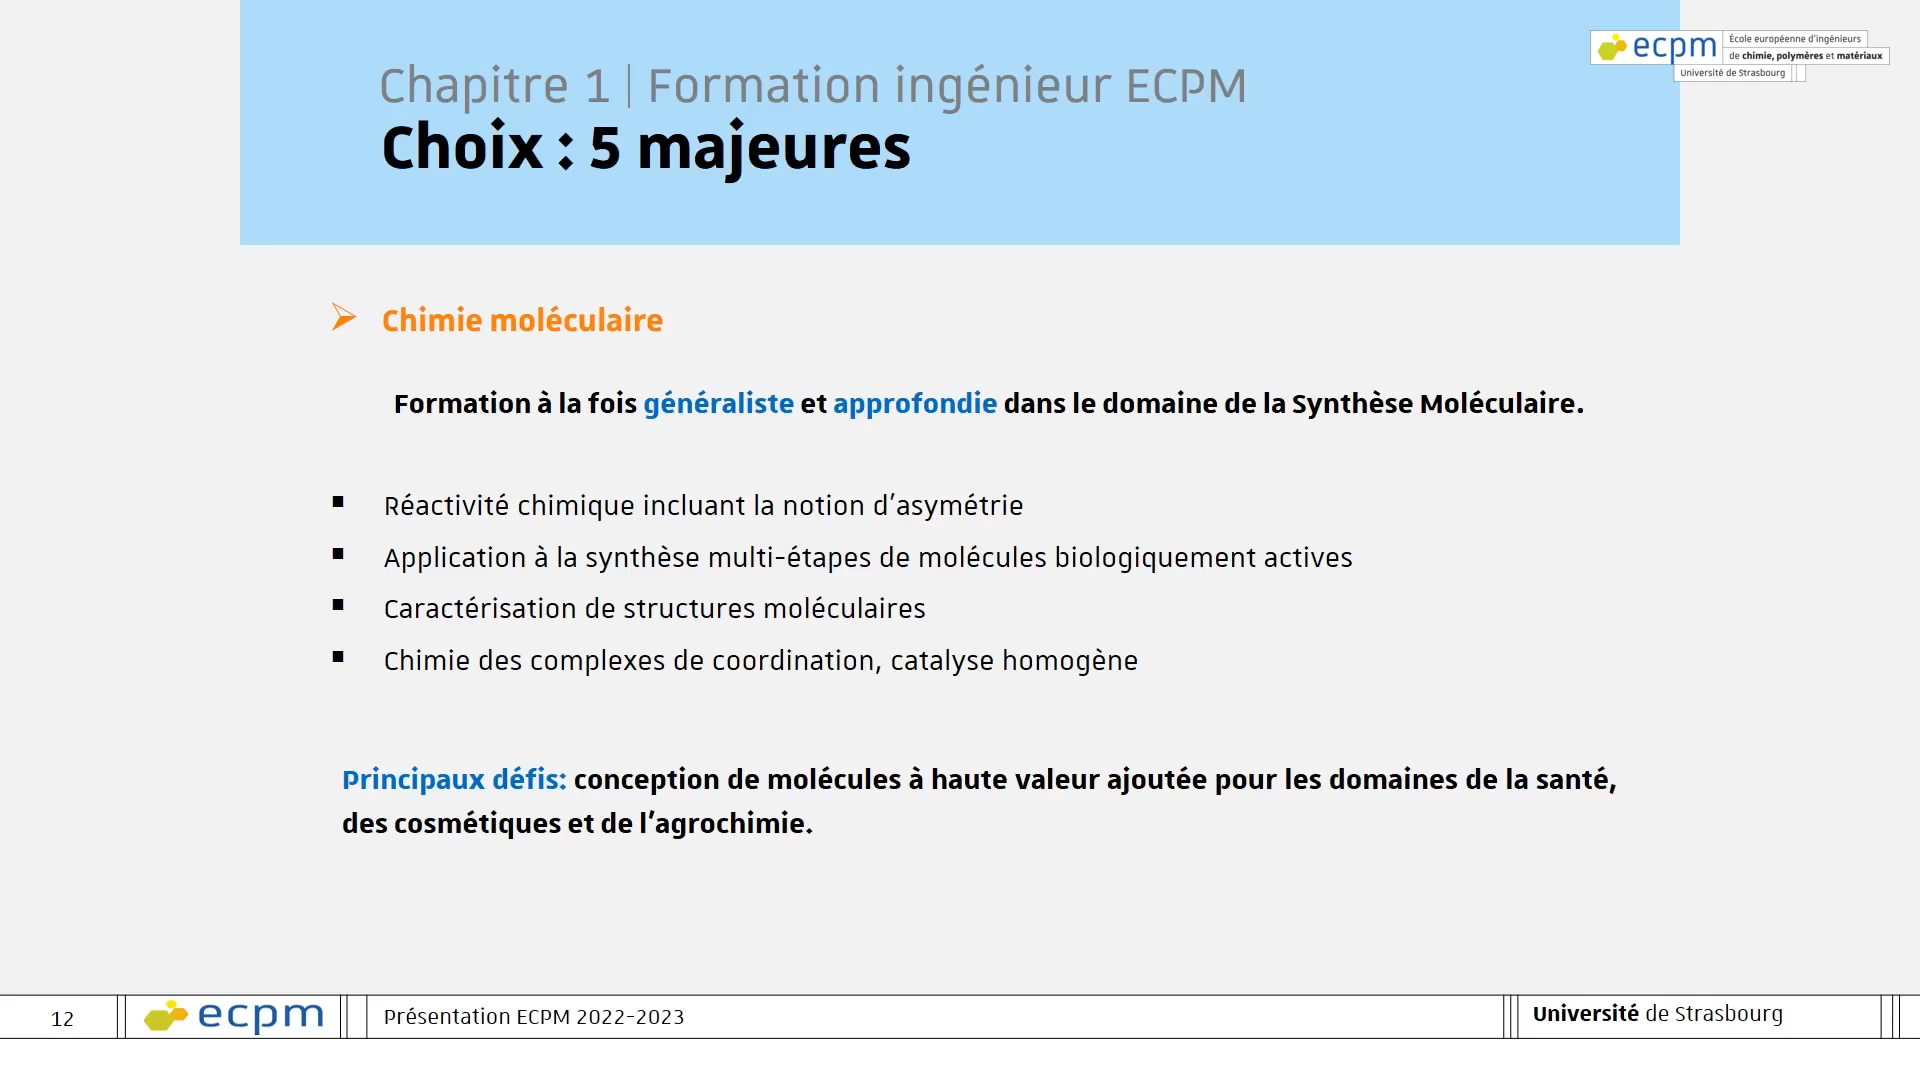 Chapitre 1 | Formation ingénieur ECPM
Choix : 5 majeures
ecpm
École européenne d'ingénieurs
de chimie, polymères et matériaux
Université de Strasbourg
Chimie moléculaire
Formation à la fois généraliste et approfondie dans le domaine de la Synthèse Moléculaire.
Réactivité chimique incluant la notion d'asymétrie
Application à la synthèse multi-étapes de molécules biologiquement actives
Caractérisation de structures moléculaires
Chimie des complexes de coordination, catalyse homogène
Principaux défis: conception de molécules à haute valeur ajoutée pour les domaines de la santé,
des cosmétiques et de l'agrochimie.
12
ecpm
Présentation ECPM 2022-2023
Université de Strasbourg